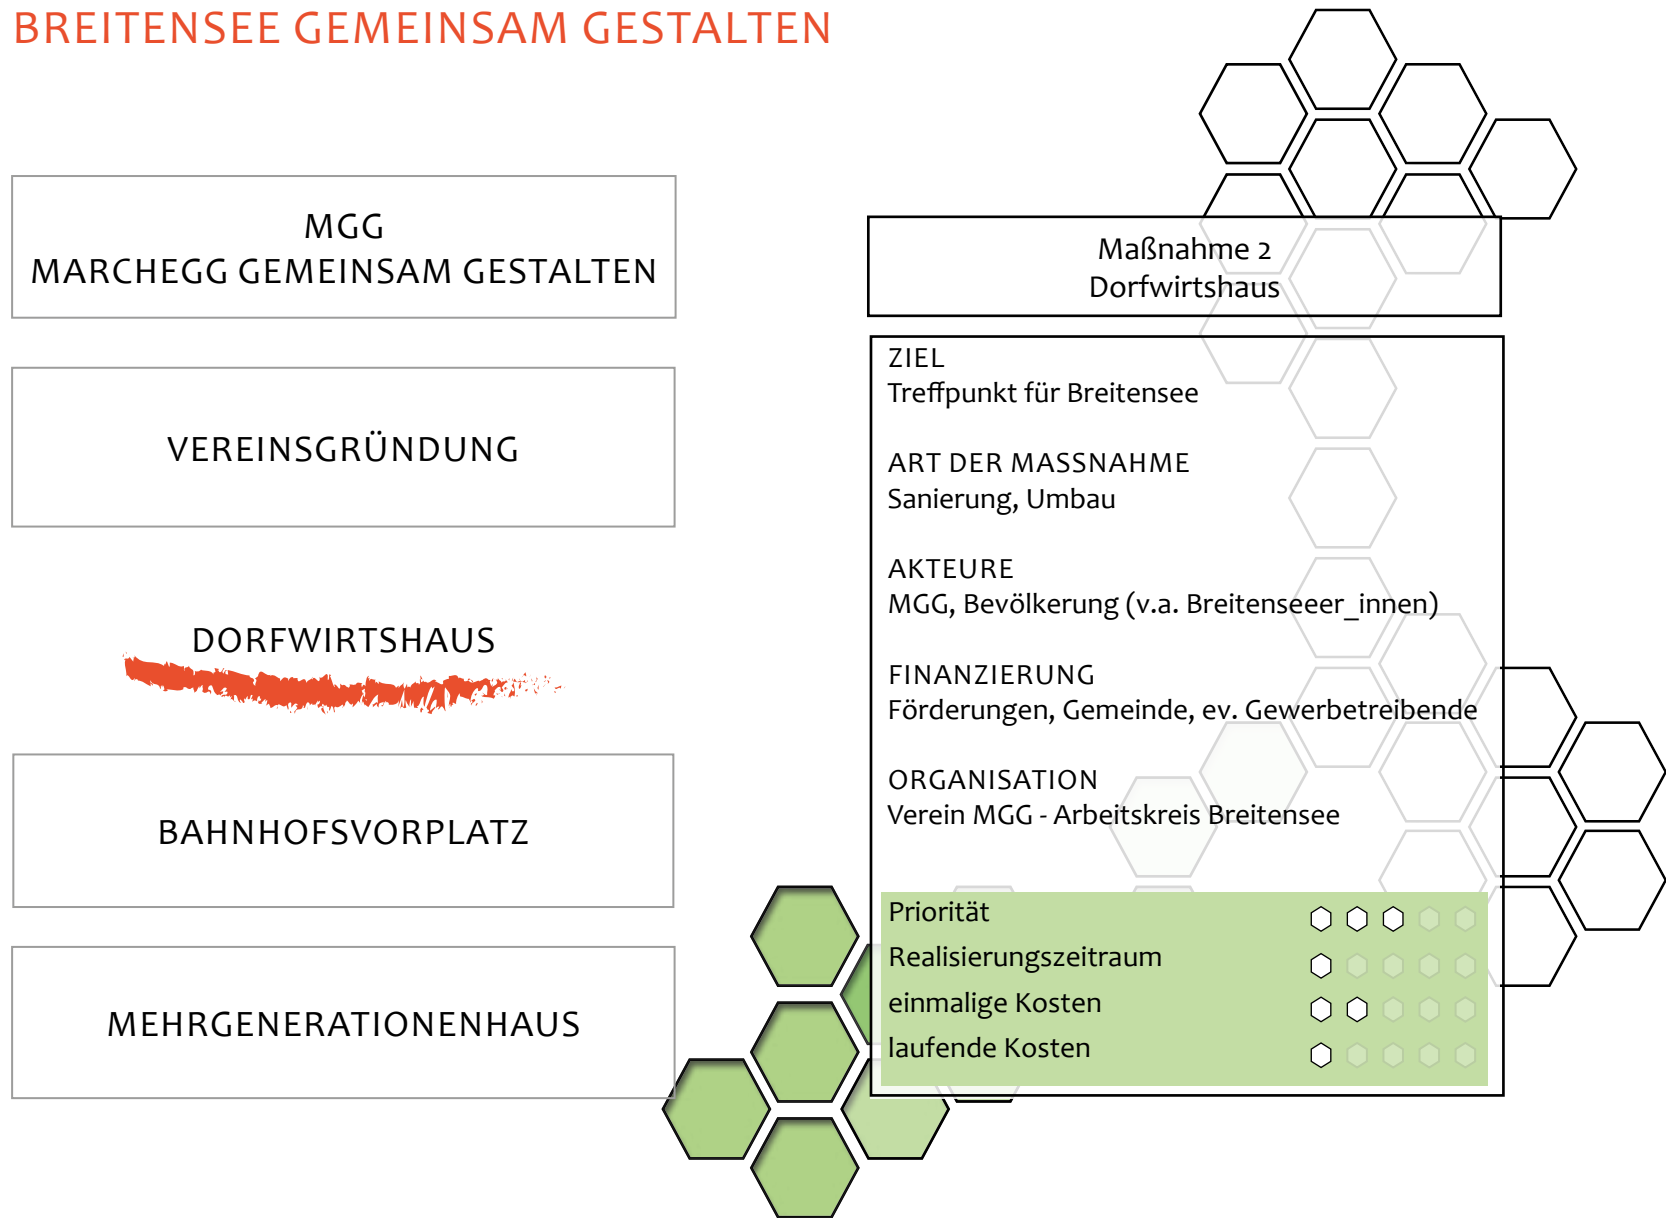 BREITENSEE GEMEINSAM GESTALTEN
MGG
MARCHEGG GEMEINSAM GESTALTEN
VEREINSGRÜNDUNG
DORFWIRTSHAUS
BAHNHOFSVORPLATZ
MEHRGENERATIONENHAUS
Maßnahme 2
Dorfwirtshaus
ZIEL
Treffpunkt für Breitensee
ART DER MASSNAHME
Sanierung, Umbau
AKTEURE
MGG, Bevölkerung (v.a. Breitenseeer_innen)
FINANZIERUNG
Förderungen, Gemeinde, ev. Gewerbetreibende
ORGANISATION
Verein MGG - Arbeitskreis Breitensee
Priorität
Realisierungszeitraum
einmalige Kosten
laufende Kosten